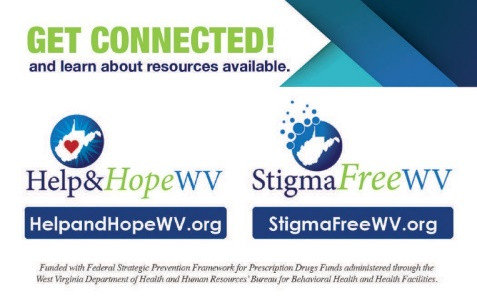 GET CONNECTED!
and learn about resources available.
Help&HopeWV
StigmaFreeWV
HelpandHopeWV.org
StigmaFreeWV.org
Funded with Federal Strategic Prevention Framework for Prescription Drugs Funds administered through the
West Virginia Department of Health and Human Resources' Bureau for Behavioral Health and Health Facilities.